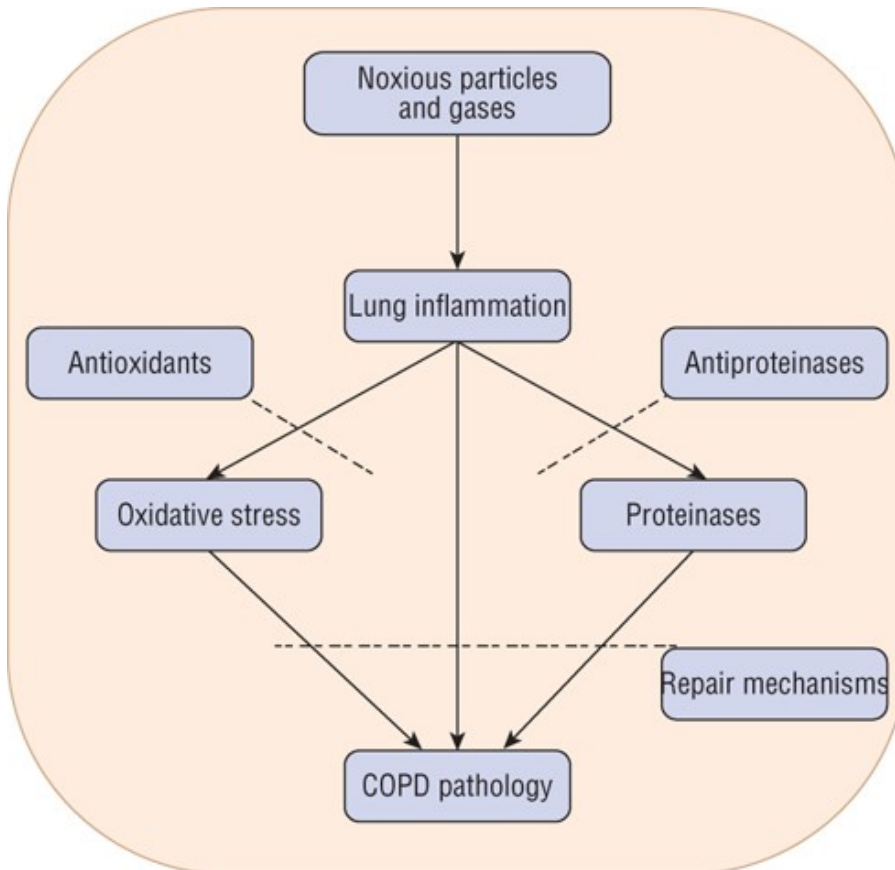 Noxious particles
and gases
Lung inflammation
Antioxidants
Antiproteinases
Oxidative stress
Proteinases
Repair mechanisms
COPD pathology